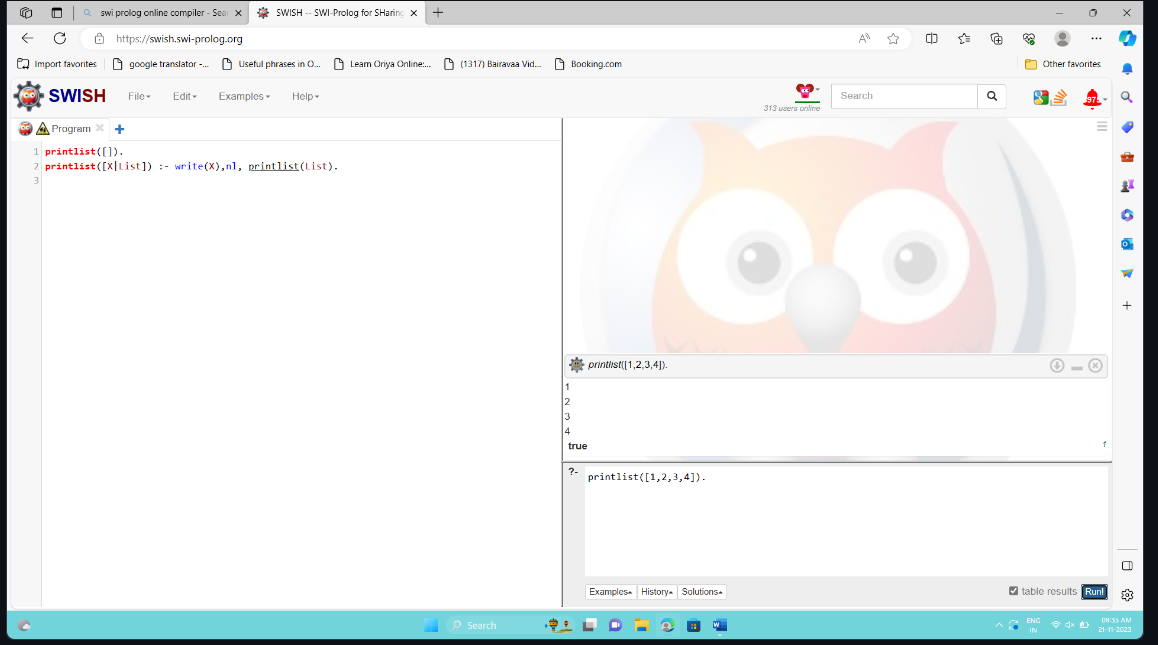 swi prolog online compiler - Sear
SWISH -- SWI-Prolog for SHaring
https://swish.swi-prolog.org
Import favorites
google translator -...
Useful phrases in O...
Learn Oriya Online:...
(1317) Bairavaa Vid...
Booking.com
Other favorites
SWISH
File
Edit
Examples
Help
313 users online
Search
Program
1 printlist([]).
2 printlist([X|List]) :- write(X),nl, printlist(List).
3
printlist([1,2,3,4]).
1
2
3
4
true
1
?- printlist([1,2,3,4]).
Examples
History
Solutions
table results
Run!
Search
ENG
IN
08:33 AM
21-11-2023